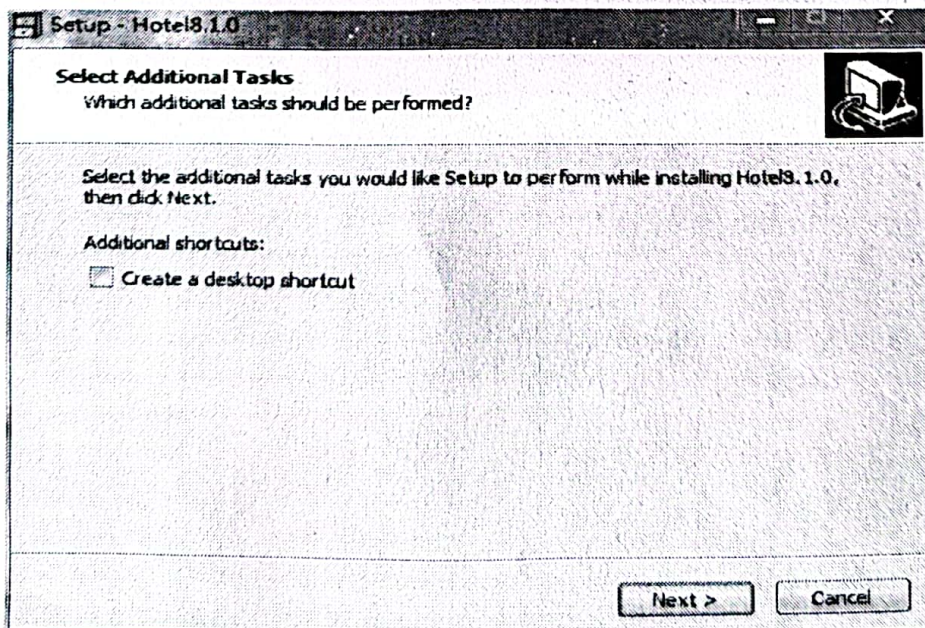 Setup - Hotel8.1.0
Select Additional Tasks
Which additional tasks should be performed?
Select the additional tasks you would like Setup to perform while installing Hotel8.1.0,
then click Next.
Additional shortcuts:
Create a desktop shortcut
Next >
Cancel